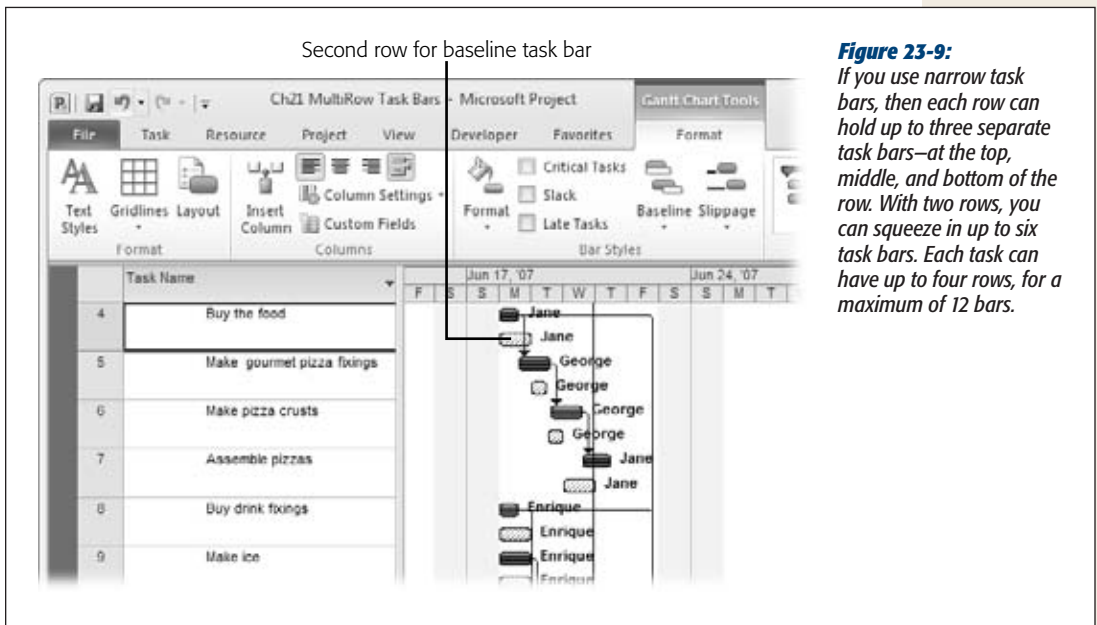 Second row for baseline task bar
Ch21 MultiRow Task Bars - Microsoft Project
Gantt Chart Tools
File Task Resource Project View Developer Favorites Format
Text Styles
Gridlines
Layout
Format
Insert Column
Column Settings
Custom Fields
Columns
Format
Critical Tasks
Slack
Late Tasks
Baseline
Slippage
Bar Styles
Task Name
Jun 17, '07
Jun 24, '07
F S S M T W T F S S M T
4 Buy the food
Jane
Jane
5 Make gourmet pizza fixings
George
George
6 Make pizza crusts
George
George
7 Assemble pizzas
Jane
Jane
8 Buy drink fixings
Enrique
Enrique
9 Make ice
Enrique
Enrique
Figure 23-9:
If you use narrow task
bars, then each row can
hold up to three separate
task bars—at the top,
middle, and bottom of the
row. With two rows, you
can squeeze in up to six
task bars. Each task can
have up to four rows, for a
maximum of 12 bars.